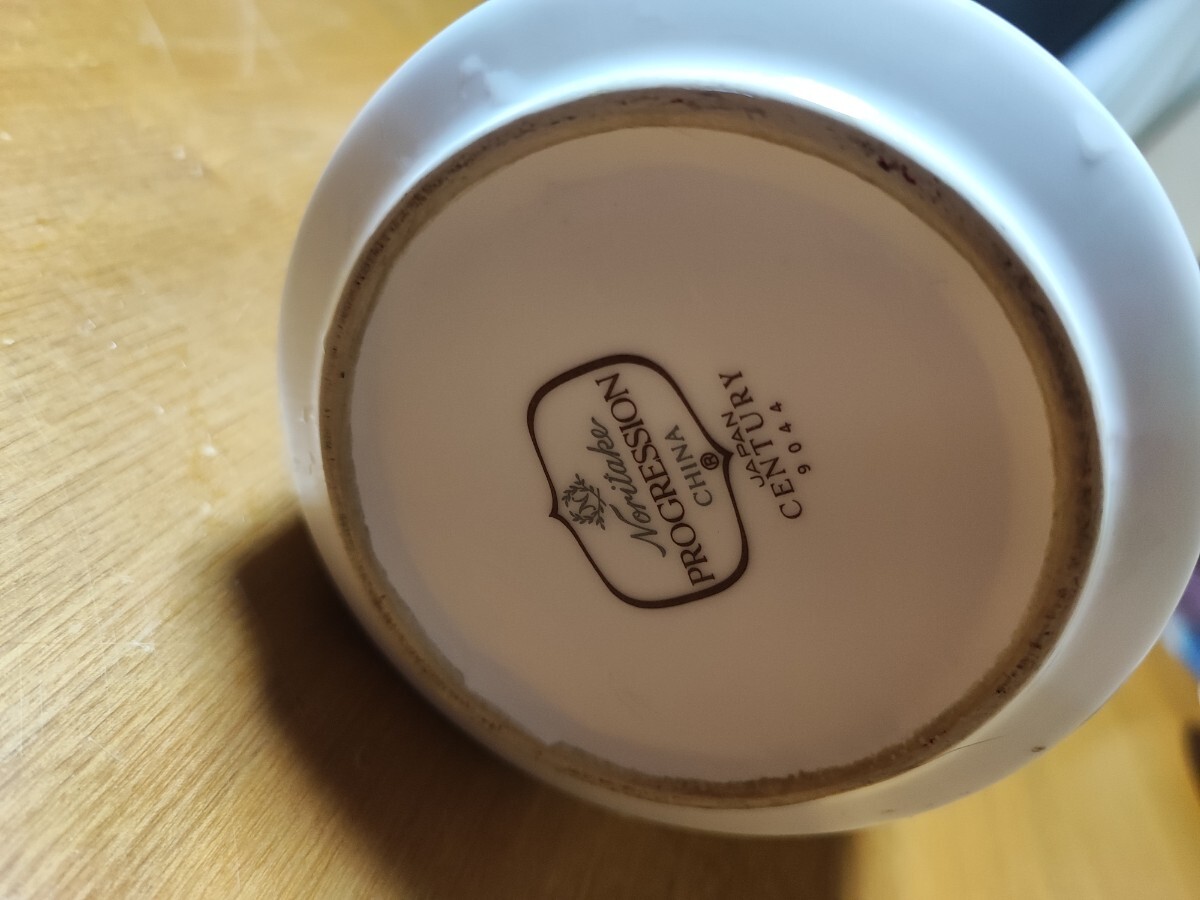 N
Noritake
PROGRESSION
CHINA
®
JAPAN
CENTURY
9044